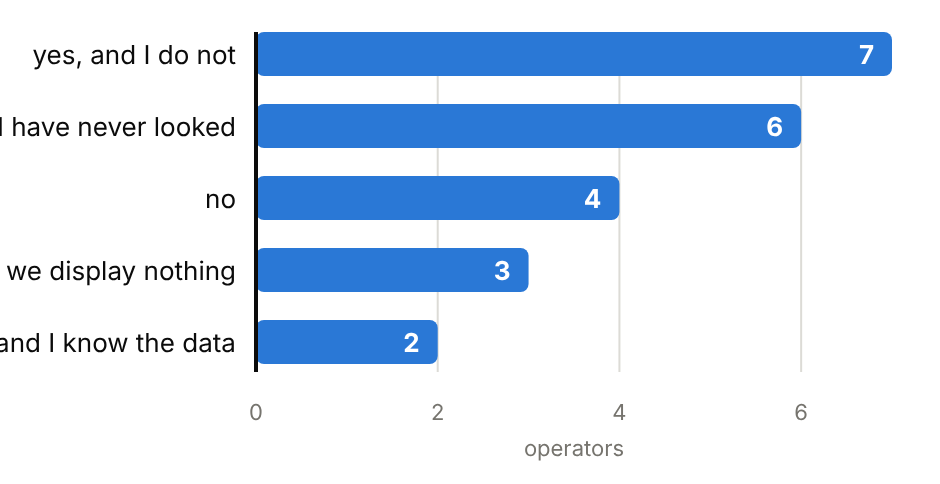 yes, and I do not
7
I have never looked
6
no
4
we display nothing
3
and I know the data
2
0 2 4 6
operators